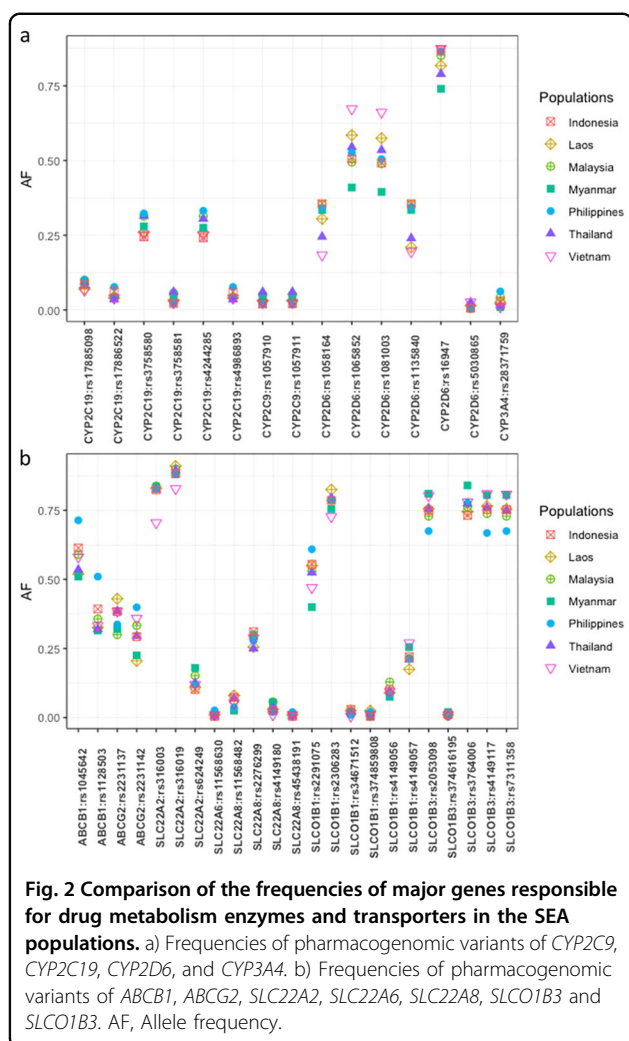 a
0.75
0.50
0.25
0.00
AF
Populations
Indonesia
Laos
Malaysia
Myanmar
Philippines
Thailand
Vietnam
CYP2C19:rs17885098
CYP2C19:rs17886522
CYP2C19:rs3758580
CYP2C19:rs3758581
CYP2C19:rs4244285
CYP2C19:rs4986893
CYP2C9:rs1057910
CYP2C9:rs1057911
CYP2D6:rs1058164
CYP2D6:rs1065852
CYP2D6:rs1081003
CYP2D6:rs1135840
CYP2D6:rs16947
CYP2D6:rs5030865
CYP3A4:rs28371759
b
0.75
0.50
0.25
0.00
AF
Populations
Indonesia
Laos
Malaysia
Myanmar
Philippines
Thailand
Vietnam
ABCB1:rs1045642
ABCB1:rs1128503
ABCG2:rs2231137
ABCG2:rs2231142
SLC22A2:rs316003
SLC22A2:rs316019
SLC22A2:rs624249
SLC22A6:rs11568630
SLC22A8:rs11568482
SLC22A8:rs2276299
SLC22A8:rs4149180
SLC22A8:rs45438191
SLCO1B1:rs2291075
SLCO1B1:rs2306283
SLCO1B1:rs34671512
SLCO1B1:rs374859808
SLCO1B1:rs4149056
SLCO1B1:rs4149057
SLCO1B3:rs2053098
SLCO1B3:rs374616195
SLCO1B3:rs3764006
SLCO1B3:rs4149117
SLCO1B3:rs7311358
Fig. 2 Comparison of the frequencies of major genes responsible
for drug metabolism enzymes and transporters in the SEA
populations. a) Frequencies of pharmacogenomic variants of CYP2C9,
CYP2C19, CYP2D6, and CYP3A4. b) Frequencies of pharmacogenomic
variants of ABCB1, ABCG2, SLC22A2, SLC22A6, SLC22A8, SLCO1B3 and
SLCO1B3. AF, Allele frequency.